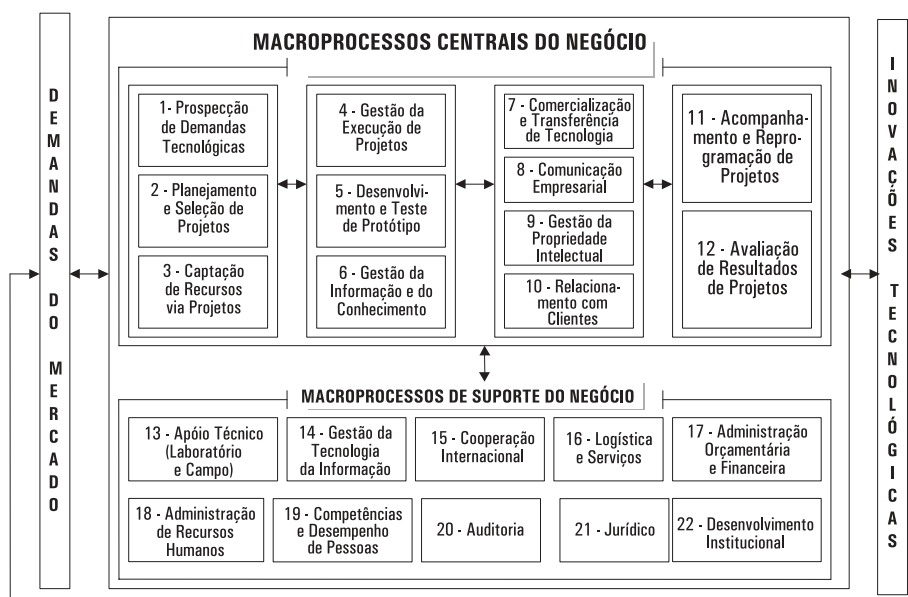 DEMANDAS DO MERCADO
MACROPROCESSOS CENTRAIS DO NEGÓCIO
1- Prospecção
de Demandas
Tecnológicas
2 - Planejamento
e Seleção de
Projetos
3 - Captação
de Recursos
via Projetos
4 - Gestão da
Execução de
Projetos
5 - Desenvolvi-
mento e Teste
de Protótipo
6 - Gestão da
Informação e do
Conhecimento
7 - Comercialização
e Transferência
de Tecnologia
8 - Comunicação
Empresarial
9 - Gestão da
Propriedade
Intelectual
10 - Relaciona-
mento com
Clientes
11 - Acompanha-
mento e Repro-
gramação de
Projetos
12 - Avaliação
de Resultados
de Projetos
MACROPROCESSOS DE SUPORTE DO NEGÓCIO
13 - Apóio Técnico
(Laboratório
e Campo)
14 - Gestão da
Tecnologia
da Informação
15 - Cooperação
Internacional
16 - Logística
e Serviços
17 - Administração
Orçamentária
e Financeira
18 - Administração
de Recursos
Humanos
19 - Competências
e Desempenho
de Pessoas
20 - Auditoria
21 - Jurídico
22 - Desenvolvimento
Institucional
INOVAÇÕES TECNOLÓGICAS